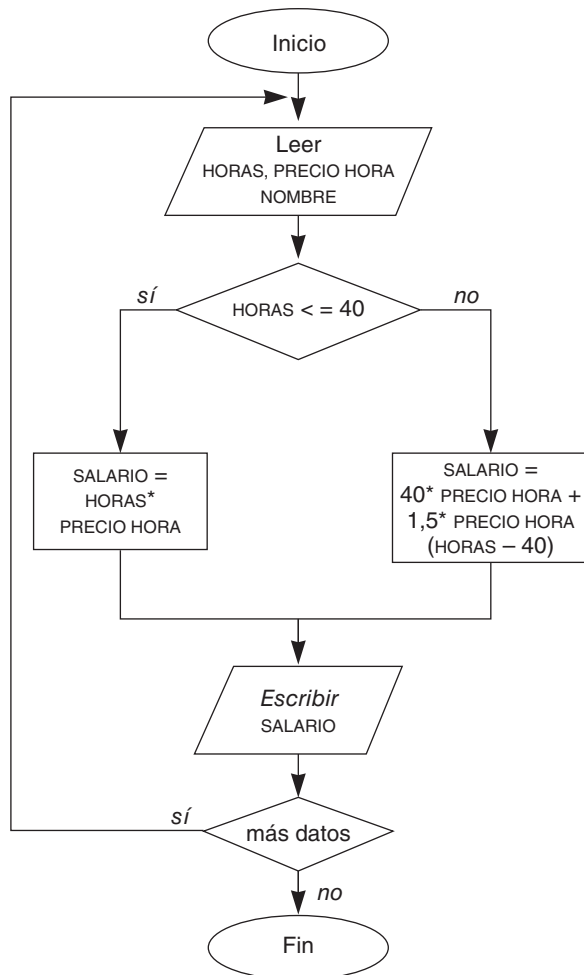 Inicio
Leer
HORAS, PRECIO HORA
NOMBRE
sí
HORAS < = 40
no
SALARIO =
HORAS*
PRECIO HORA
SALARIO =
40* PRECIO HORA +
1,5* PRECIO HORA
(HORAS – 40)
Escribir
SALARIO
sí
más datos
no
Fin